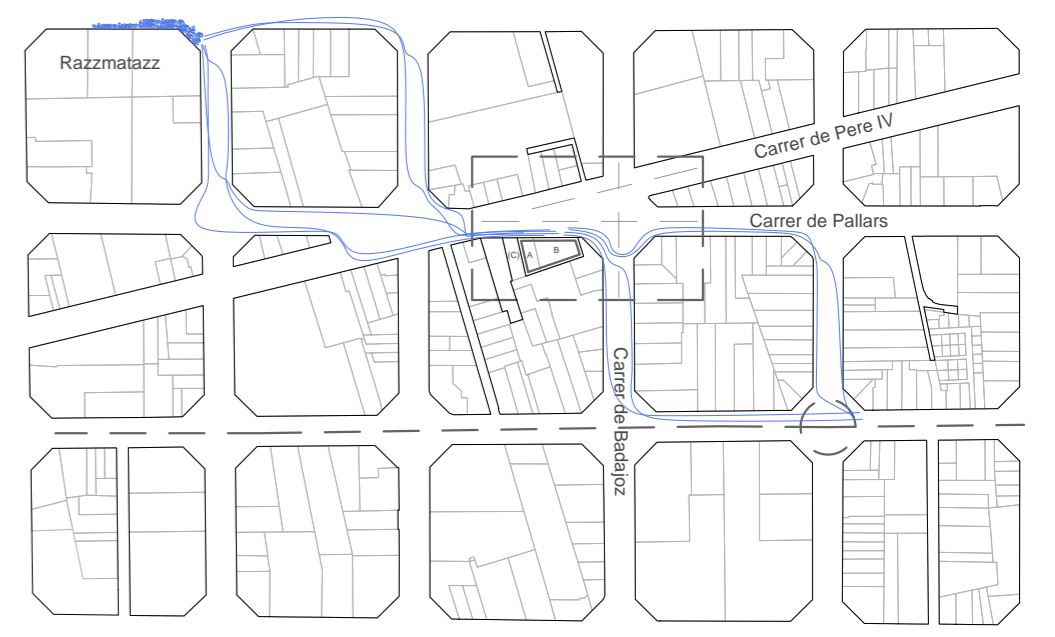 Razzmatazz
Carrer de Pere IV
Carrer de Pallars
(C) A B
Carrer de Badajoz